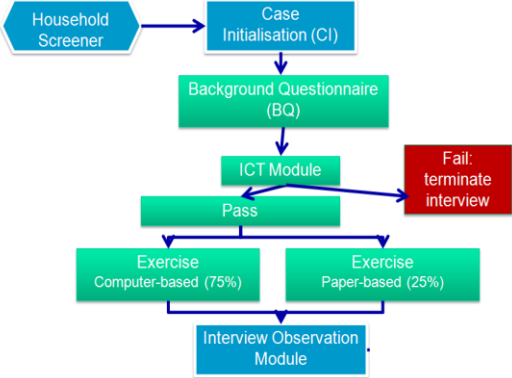 Household
Screener
Case
Initialisation (CI)
Background Questionnaire
(BQ)
ICT Module
Fail:
terminate
interview
Pass
Exercise
Computer-based (75%)
Exercise
Paper-based (25%)
Interview Observation
Module